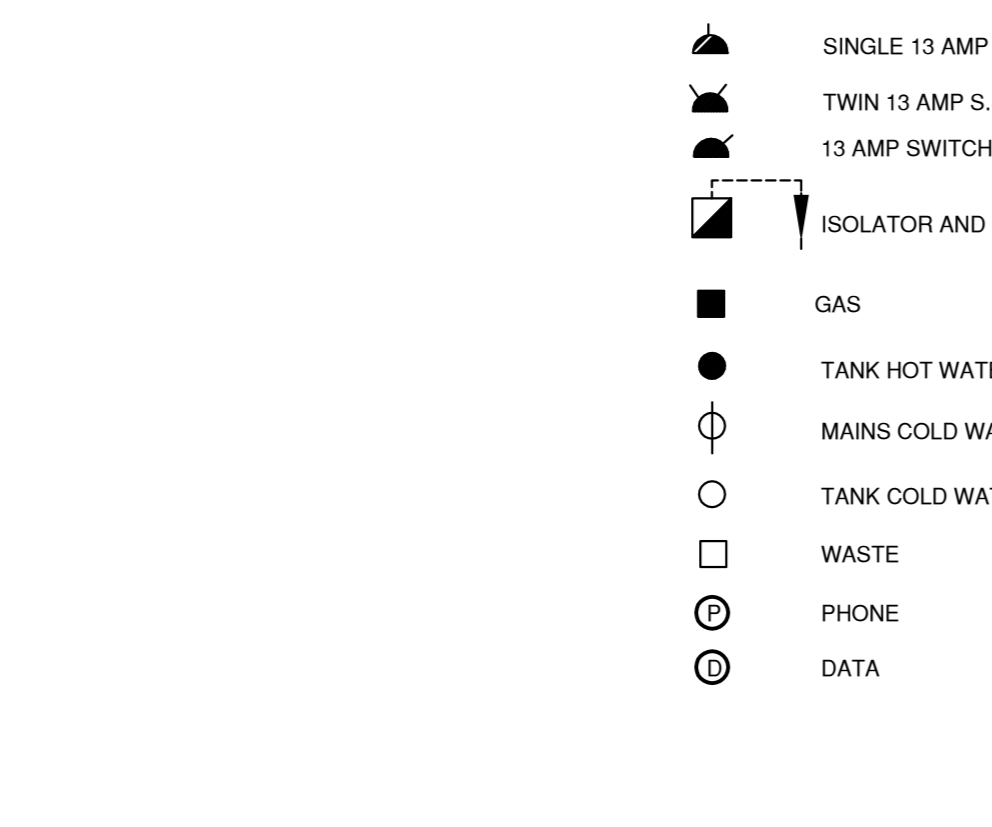 SINGLE 13 AMP
TWIN 13 AMP S.
13 AMP SWITCH
ISOLATOR AND
GAS
TANK HOT WATE
MAINS COLD WA
TANK COLD WAT
WASTE
P PHONE
D DATA